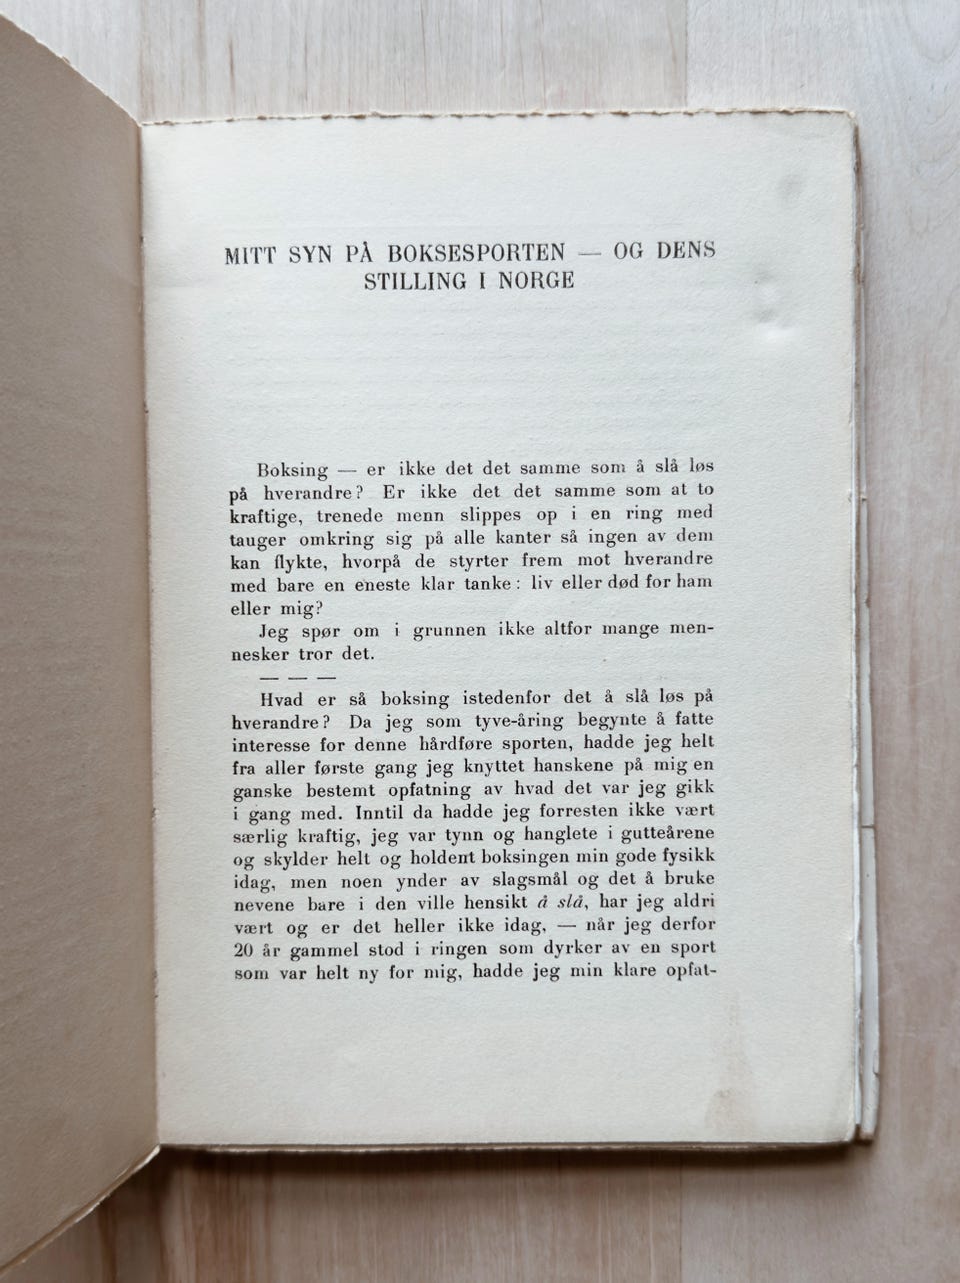 MITT SYN PÅ BOKSESPORTEN — OG DENS
STILLING I NORGE
Boksing — er ikke det det samme som å slå løs
på hverandre? Er ikke det det samme som at to
kraftige, trenede menn slippes op i en ring med
tauger omkring sig på alle kanter så ingen av dem
kan flykte, hvorpå de styrter frem mot hverandre
med bare en eneste klar tanke: liv eller død for ham
eller mig?
Jeg spør om i grunnen ikke altfor mange men-
nesker tror det.
— — —
Hvad er så boksing istedenfor det å slå løs på
hverandre? Da jeg som tyve-åring begynte å fatte
interesse for denne hårdføre sporten, hadde jeg helt
fra aller første gang jeg knyttet hanskene på mig en
ganske bestemt opfatning av hvad det var jeg gikk
i gang med. Inntil da hadde jeg forresten ikke vært
særlig kraftig, jeg var tynn og hanglete i gutteårene
og skylder helt og holdent boksingen min gode fysikk
idag, men noen ynder av slagsmål og det å bruke
nevene bare i den ville hensikt å slå, har jeg aldri
vært og er det heller ikke idag, — når jeg derfor
20 år gammel stod i ringen som dyrker av en sport
som var helt ny for mig, hadde jeg min klare opfat-